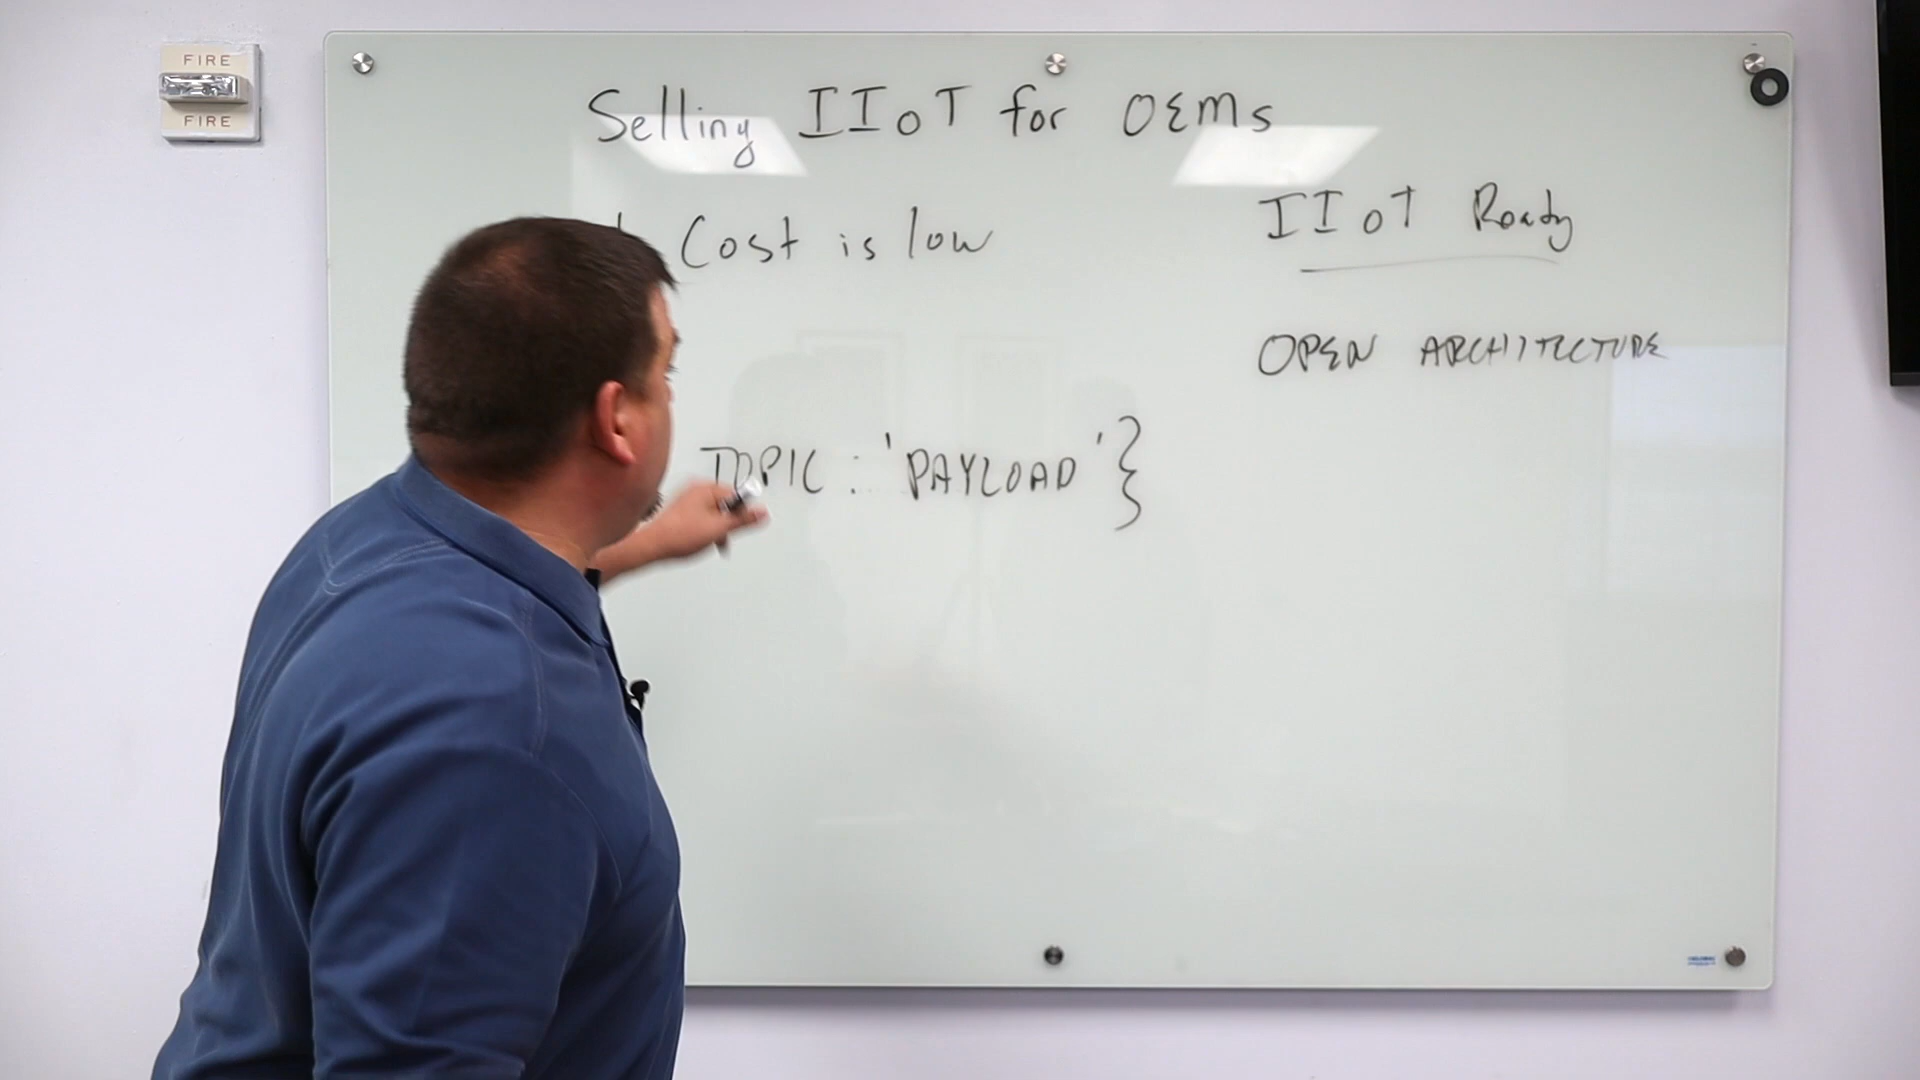 FIRE
FIRE
Selling IIoT for OEMs
Cost is low
IIoT Ready
OPEN ARCHITECTURE
TOPIC : 'PAYLOAD' }